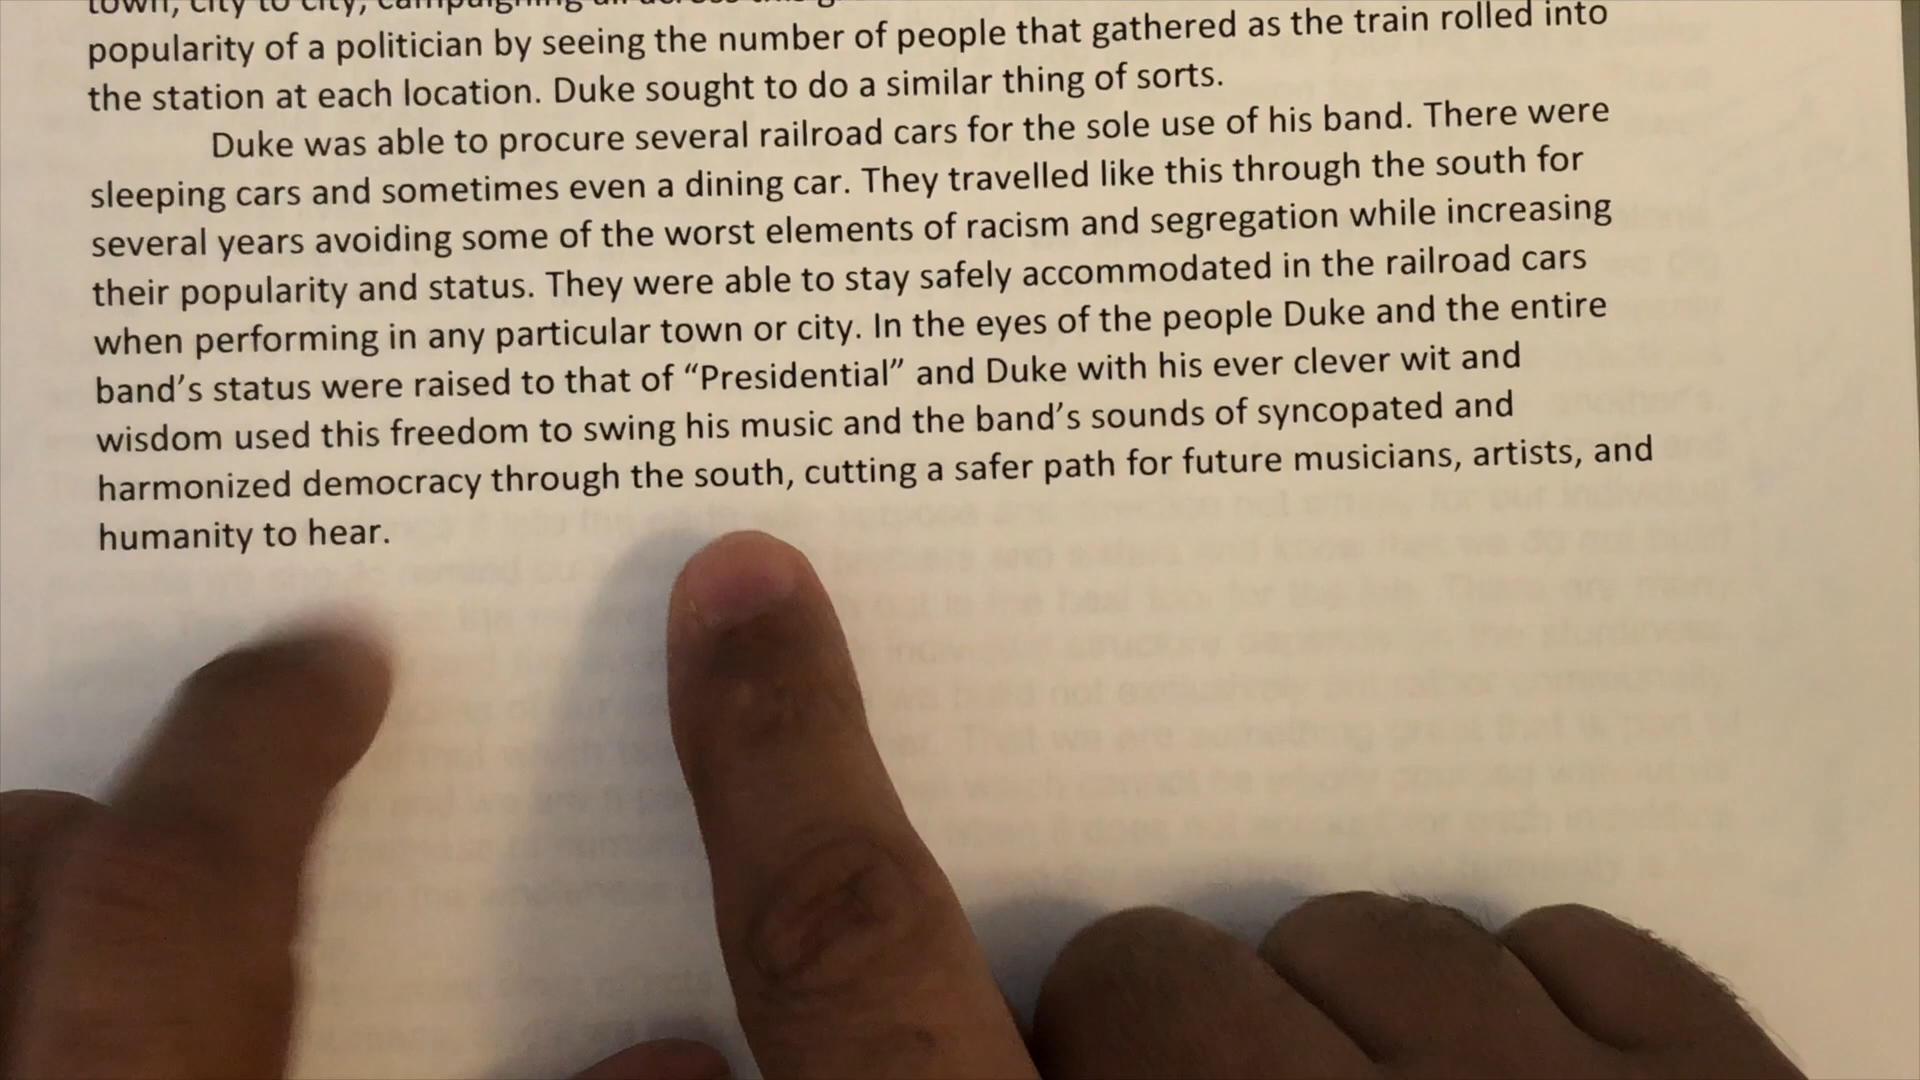 town, city to city, campaigning all across
popularity of a politician by seeing the number of people that gathered as the train rolled into
the station at each location. Duke sought to do a similar thing of sorts.
Duke was able to procure several railroad cars for the sole use of his band. There were
sleeping cars and sometimes even a dining car. They travelled like this through the south for
several years avoiding some of the worst elements of racism and segregation while increasing
their popularity and status. They were able to stay safely accommodated in the railroad cars
when performing in any particular town or city. In the eyes of the people Duke and the entire
band’s status were raised to that of “Presidential” and Duke with his ever clever wit and
wisdom used this freedom to swing his music and the band’s sounds of syncopated and
harmonized democracy through the south, cutting a safer path for future musicians, artists, and
humanity to hear.